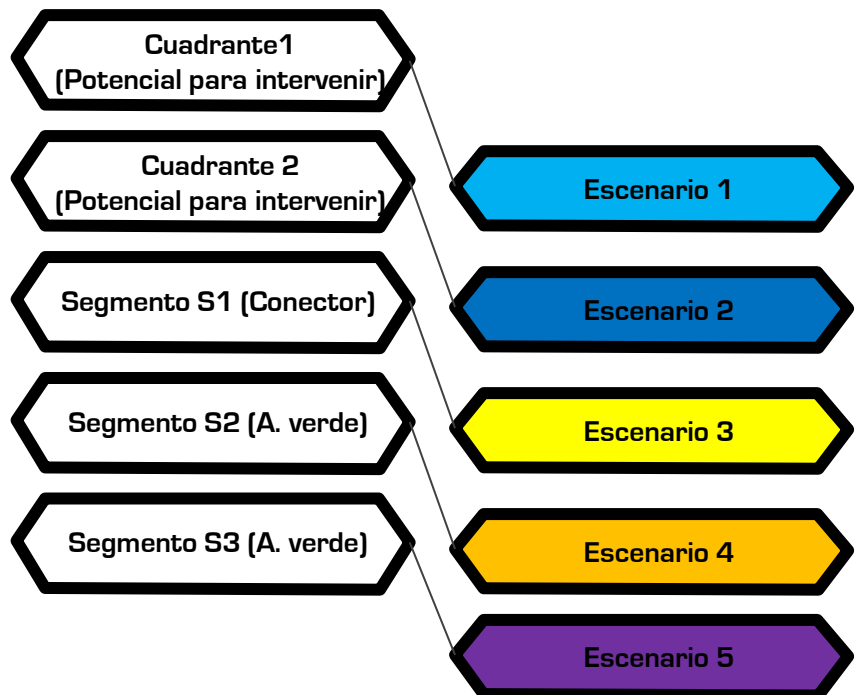 Cuadrante1
(Potencial para intervenir)
Cuadrante 2
(Potencial para intervenir)
Segmento S1 (Conector)
Segmento S2 (A. verde)
Segmento S3 (A. verde)
Escenario 1
Escenario 2
Escenario 3
Escenario 4
Escenario 5